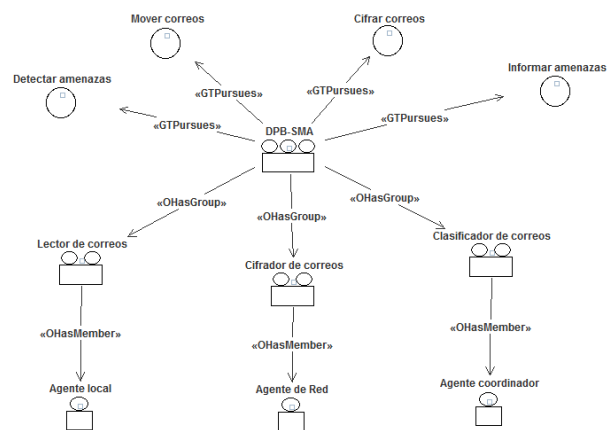 Mover correos
Cifrar correos
Detectar amenazas
Informar amenazas
«GTPursues»
«GTPursues»
«GTPursues»
«GTPursues»
DPB-SMA
«OHasGroup»
«OHasGroup»
«OHasGroup»
Lector de correos
Cifrador de correos
Clasificador de correos
«OHasMember»
«OHasMember»
«OHasMember»
Agente local
Agente de Red
Agente coordinador